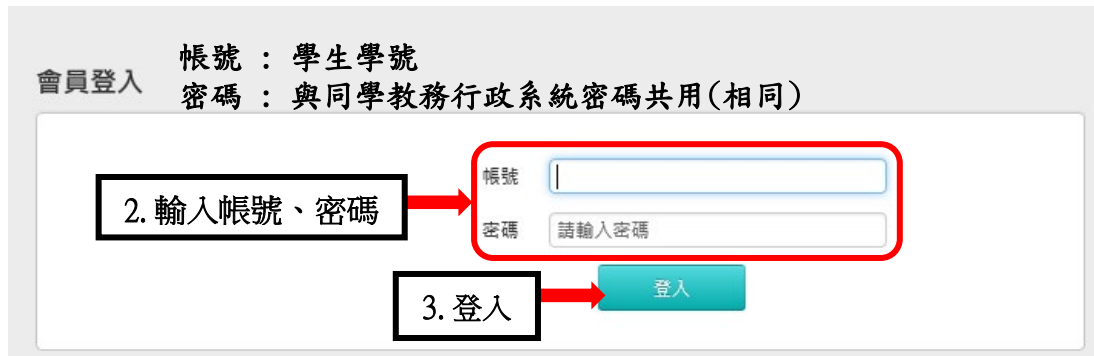 帳號 : 學生學號
會員登入
密碼 : 與同學教務行政系統密碼共用(相同)
帳號
2. 輸入帳號、密碼
密碼 請輸入密碼
登入
3. 登入